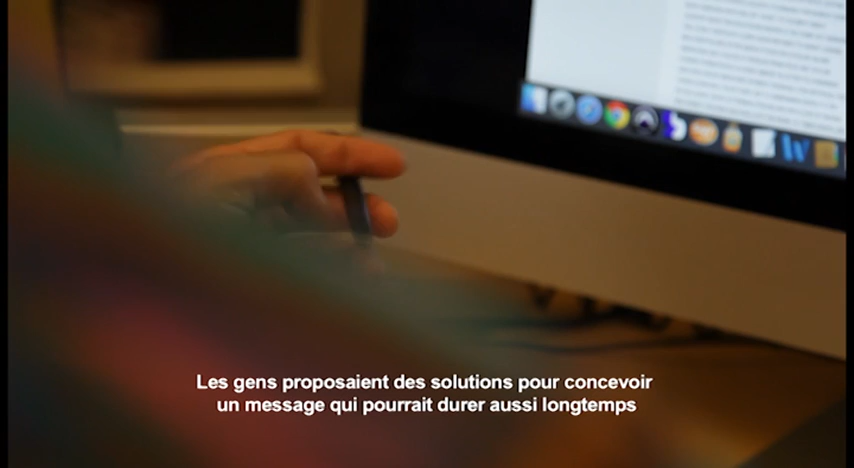 Les gens proposaient des solutions pour concevoir
un message qui pourrait durer aussi longtemps